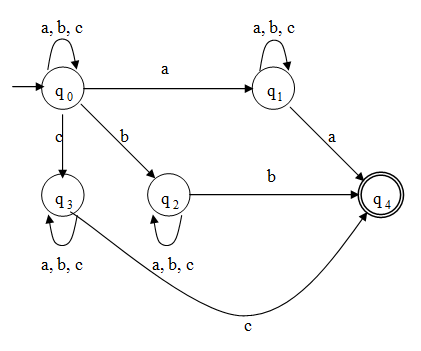 a, b, c
a, b, c
a
q0
q1
c
b
a
b
q3
q2
q4
a, b, c
a, b, c
c